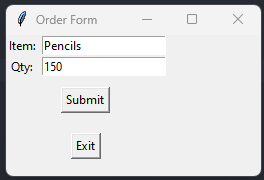 Order Form
Item: Pencils
Qty: 150
Submit
Exit